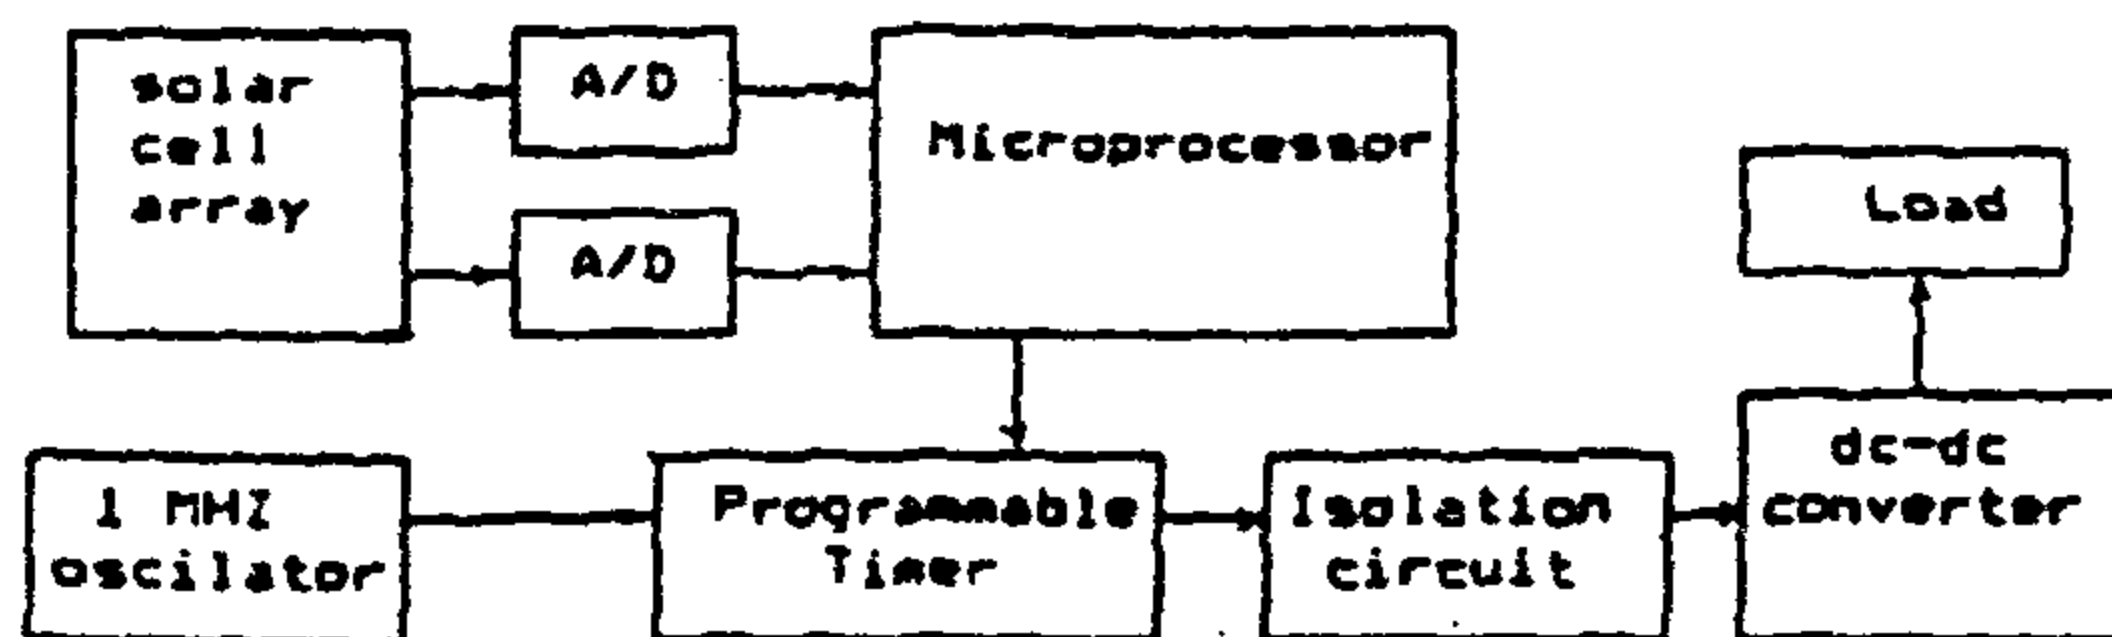 solar
cell
array
A/D
A/D
Microprocessor
Load
1 MHZ
oscilator
Programmable
Timer
Isolation
circuit
dc-dc
converter